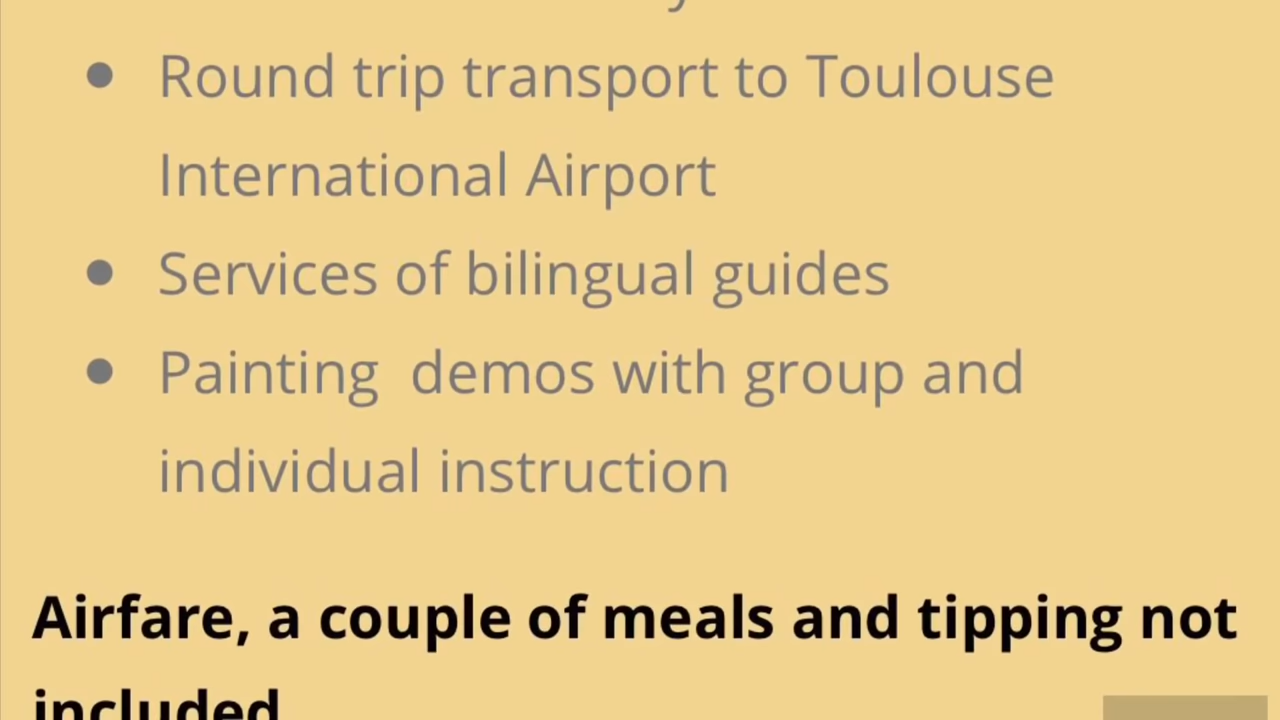 Round trip transport to Toulouse
International Airport
Services of bilingual guides
Painting  demos with group and
individual instruction
Airfare, a couple of meals and tipping not
included